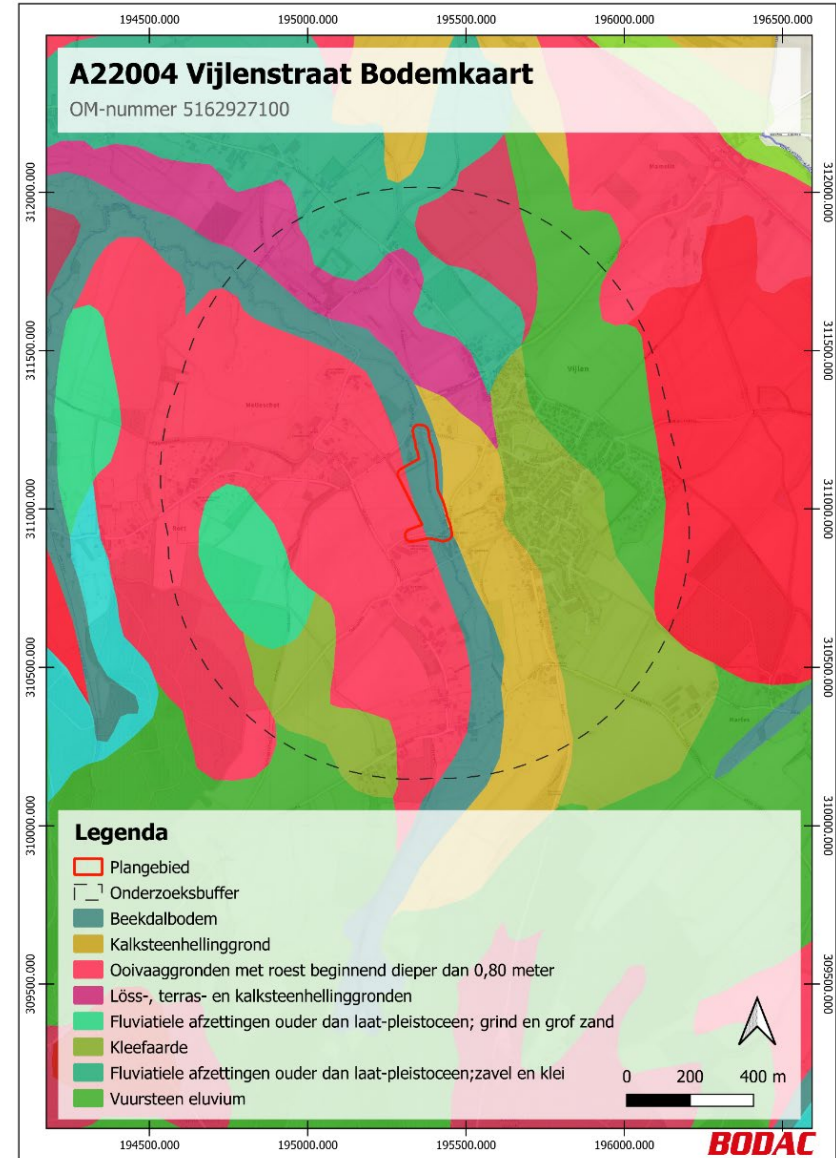 194500.000 195000.000 195500.000 196000.000 196500.000
A22004 Vijlenstraat Bodemkaart
OM-nummer 5162927100
312000.000 312000.000
311500.000 311500.000
Vijlen
311000.000 311000.000
310500.000 310500.000
310000.000 310000.000
Legenda
Plangebied
Onderzoeksbuffer
Beekdalbodem
Kalksteenhellinggrond
Ooivaaggronden met roest beginnend dieper dan 0,80 meter
309500.000 309500.000
Löss-, terras- en kalksteenhellinggronden
Fluviatiele afzettingen ouder dan laat-pleistoceen; grind en grof zand
Kleefaarde
Fluviatiele afzettingen ouder dan laat-pleistoceen;zavel en klei
Vuursteen eluvium
0 200 400 m
194500.000 195000.000 195500.000 196000.000 196500.000
BODAC